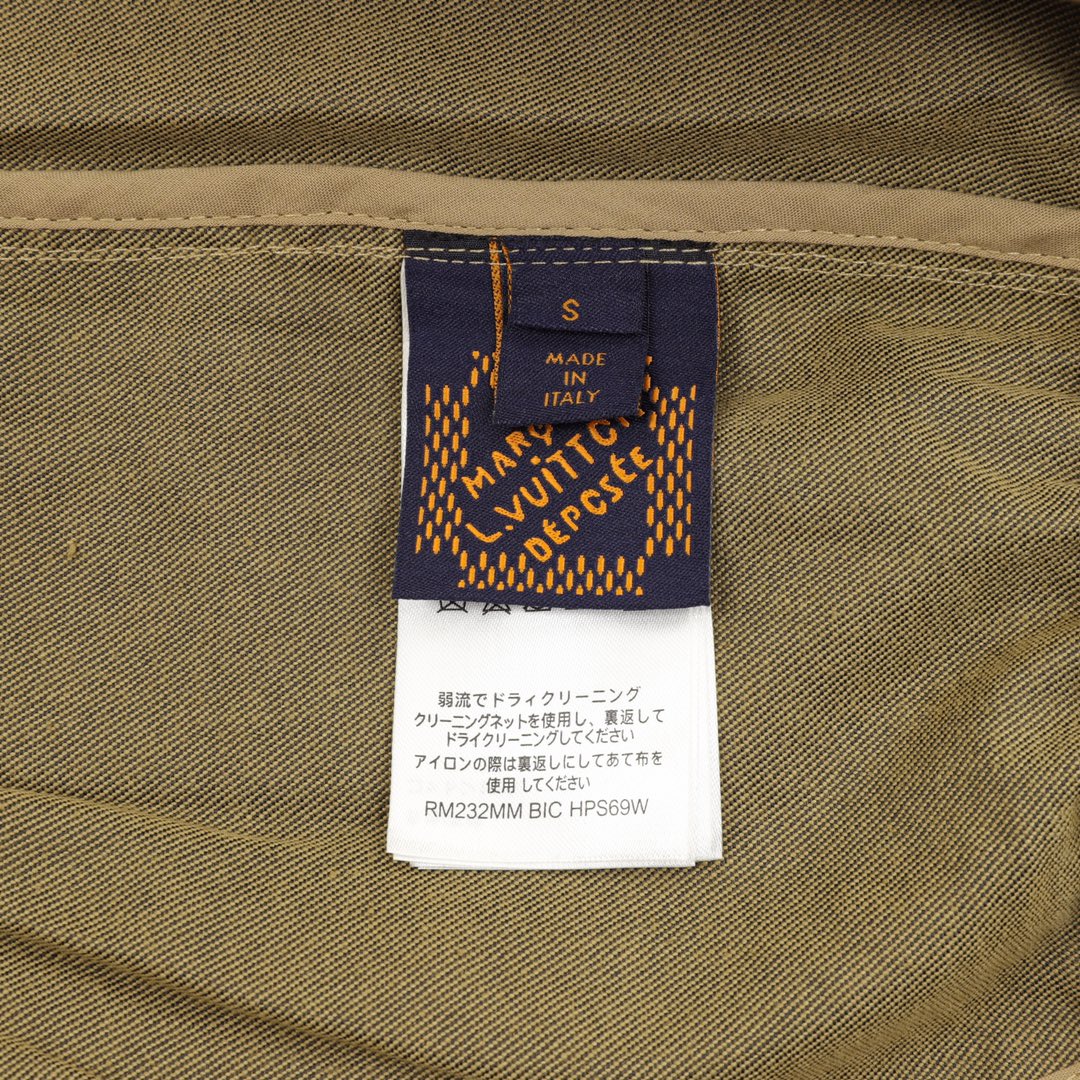 S
MADE
IN
ITALY
L.VUITTO
DÉPOSÉE
弱流でドライクリーニング
クリーニングネットを使用し、裏返して
ドライクリーニングしてください
アイロンの際は裏返しにしてあて布を
使用 してください
RM232MM BIC HPS69W